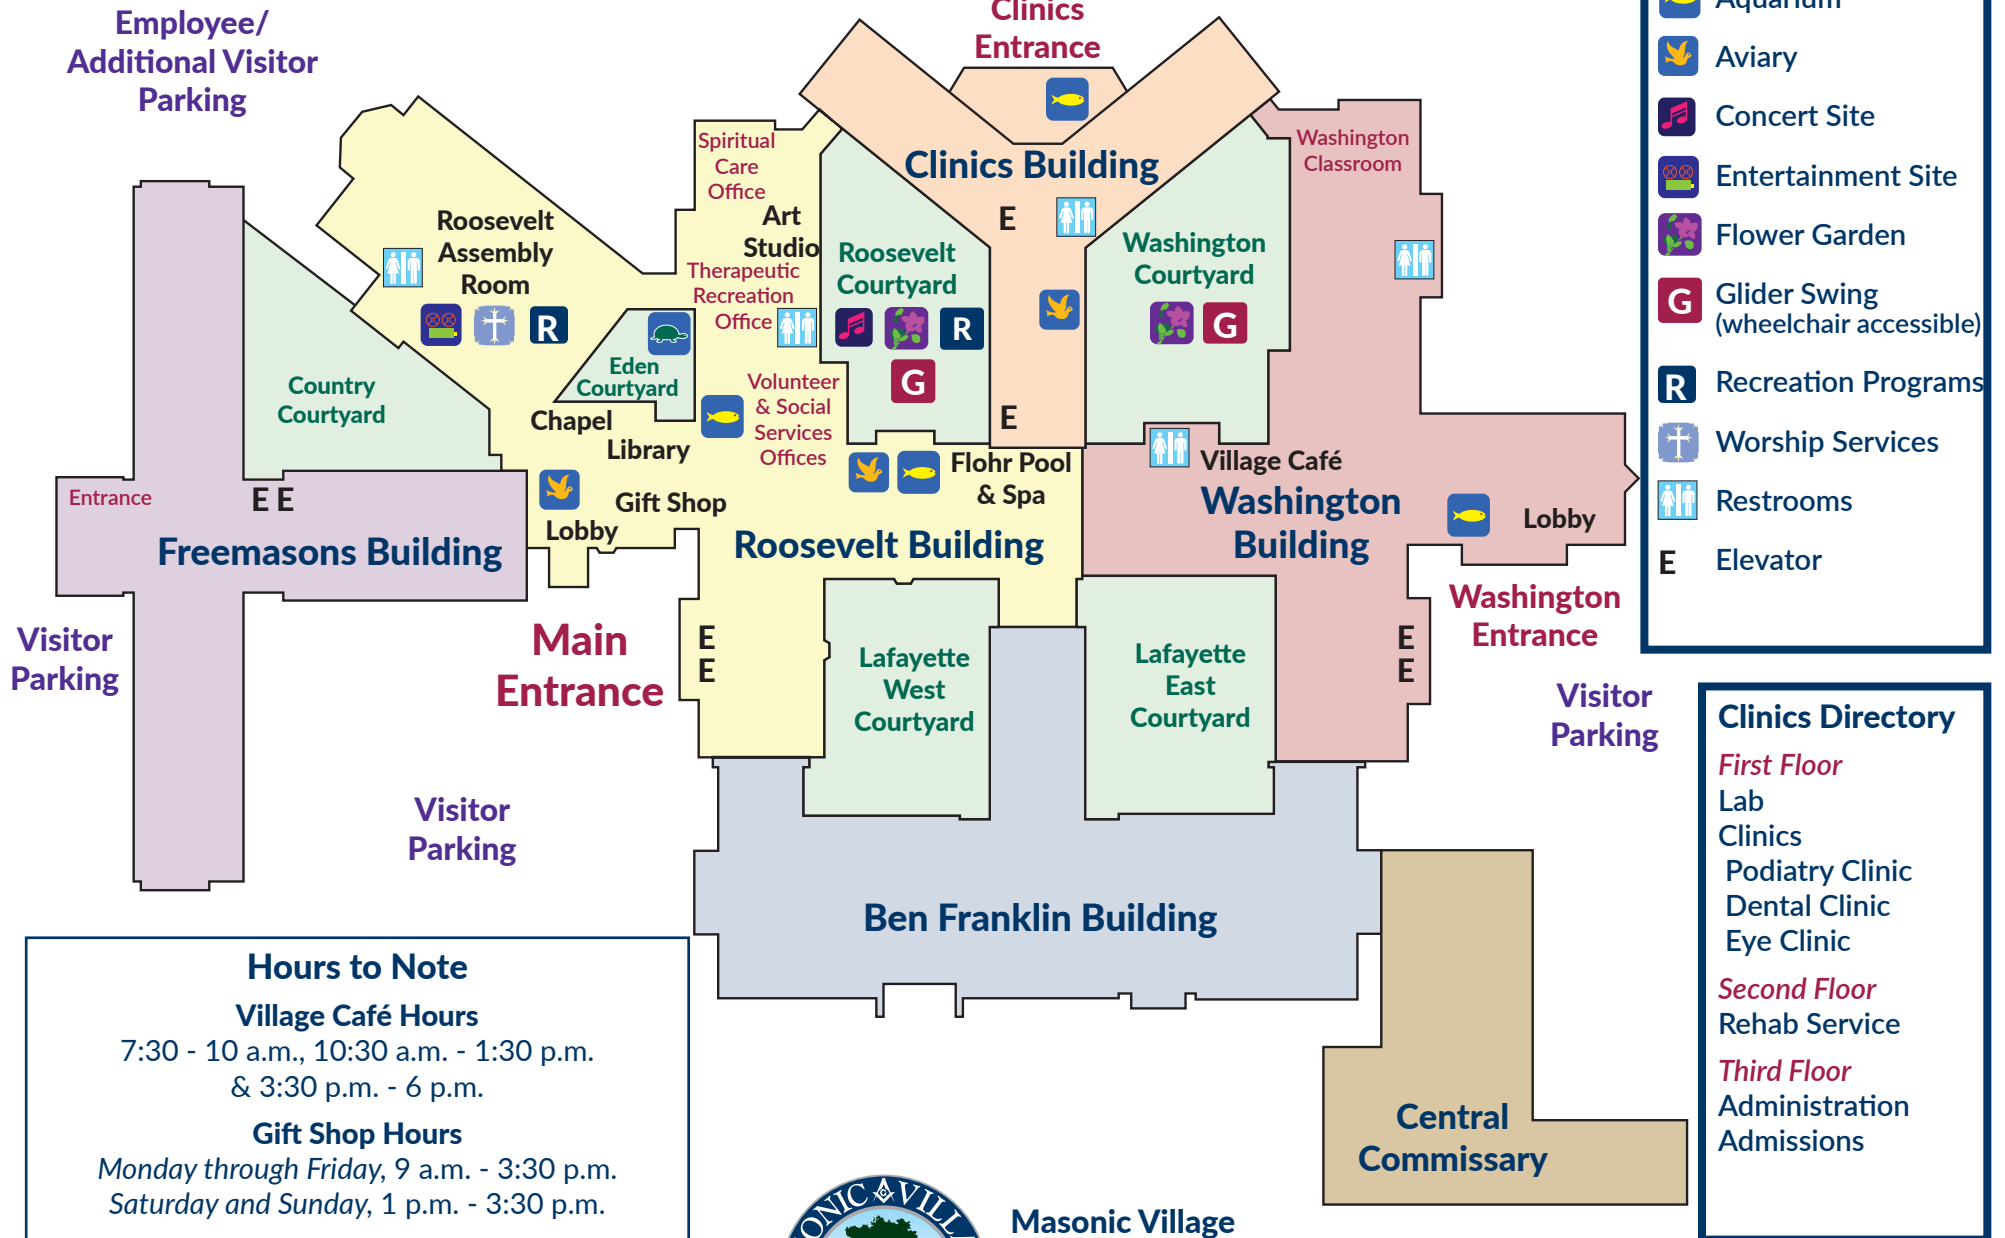 Employee/
Additional Visitor
Parking
Clinics
Entrance
Aquarium
Aviary
Concert Site
Entertainment Site
Flower Garden
G
Glider Swing
(wheelchair accessible)
R
Recreation Programs
Worship Services
Restrooms
E
Elevator
Spiritual
Care
Office
Art
Studio
Therapeutic
Recreation
Office
Clinics Building
E
E
Washington
Classroom
Roosevelt
Assembly
Room
R
Roosevelt
Courtyard
R
G
Washington
Courtyard
G
Eden
Courtyard
Country
Courtyard
Chapel
Library
Volunteer
& Social
Services
Offices
Flohr Pool
& Spa
Village Café
Washington
Building
Lobby
Entrance
E E
Freemasons Building
Gift Shop
Lobby
Roosevelt Building
Washington
Entrance
Visitor
Parking
Main
Entrance
E
E
Lafayette
West
Courtyard
Lafayette
East
Courtyard
E
E
Visitor
Parking
Visitor
Parking
Ben Franklin Building
Central
Commissary
Clinics Directory
First Floor
Lab
Clinics
Podiatry Clinic
Dental Clinic
Eye Clinic
Second Floor
Rehab Service
Third Floor
Administration
Admissions
Hours to Note
Village Café Hours
7:30 - 10 a.m., 10:30 a.m. - 1:30 p.m.
& 3:30 p.m. - 6 p.m.
Gift Shop Hours
Monday through Friday, 9 a.m. - 3:30 p.m.
Saturday and Sunday, 1 p.m. - 3:30 p.m.
Masonic Village